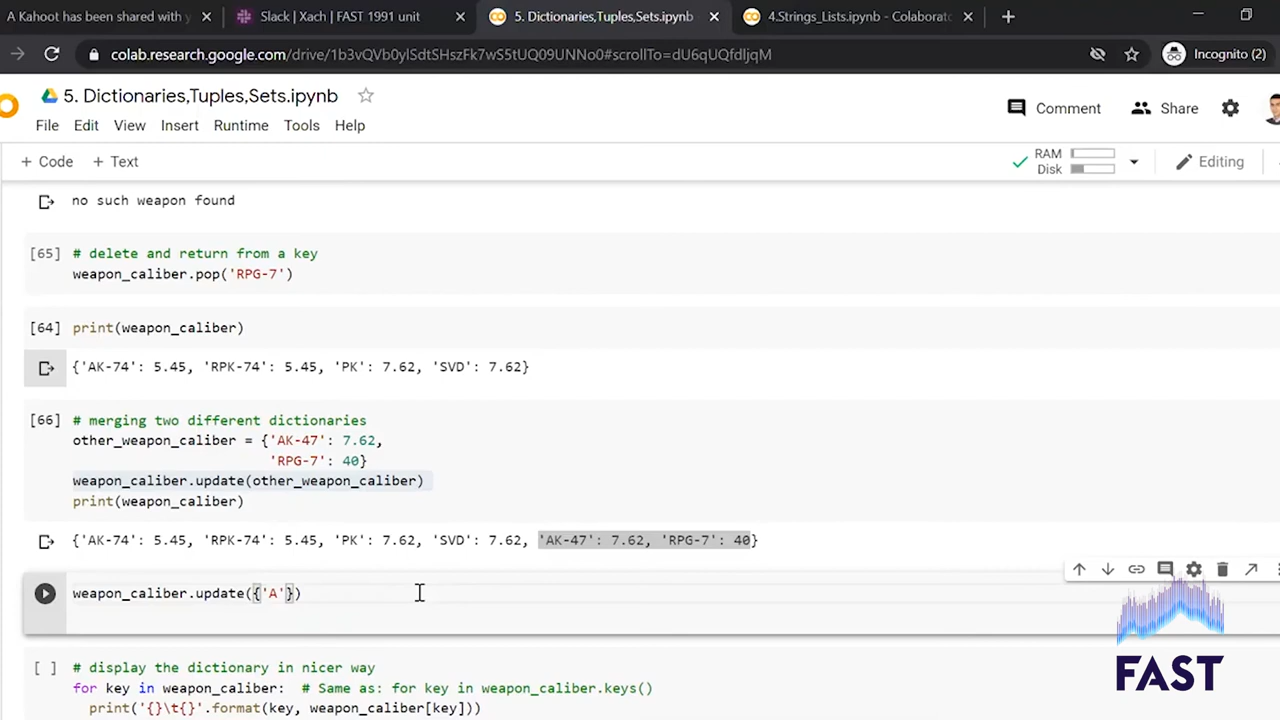 A Kahoot has been shared with y
Slack | Xach | FAST 1991 unit
5. Dictionaries,Tuples,Sets.ipynb
4.Strings_Lists.ipynb - Colaborato
colab.research.google.com/drive/1b3vQVb0ylSdtSHszFk7wS5tUQ09UNNo0#scrollTo=dU6qUQfdljqM
Incognito (2)
5. Dictionaries,Tuples,Sets.ipynb
Comment
Share
File Edit View Insert Runtime Tools Help
+ Code + Text
RAM
Disk
Editing
no such weapon found
[65] # delete and return from a key
weapon_caliber.pop('RPG-7')
[64] print(weapon_caliber)
{'AK-74': 5.45, 'RPK-74': 5.45, 'PK': 7.62, 'SVD': 7.62}
[66] # merging two different dictionaries
other_weapon_caliber = {'AK-47': 7.62,
'RPG-7': 40}
weapon_caliber.update(other_weapon_caliber)
print(weapon_caliber)
{'AK-74': 5.45, 'RPK-74': 5.45, 'PK': 7.62, 'SVD': 7.62, 'AK-47': 7.62, 'RPG-7': 40}
weapon_caliber.update({'A'})
[ ] # display the dictionary in nicer way
for key in weapon_caliber: # Same as: for key in weapon_caliber.keys()
print('{}\t{}'.format(key, weapon_caliber[key]))
FAST